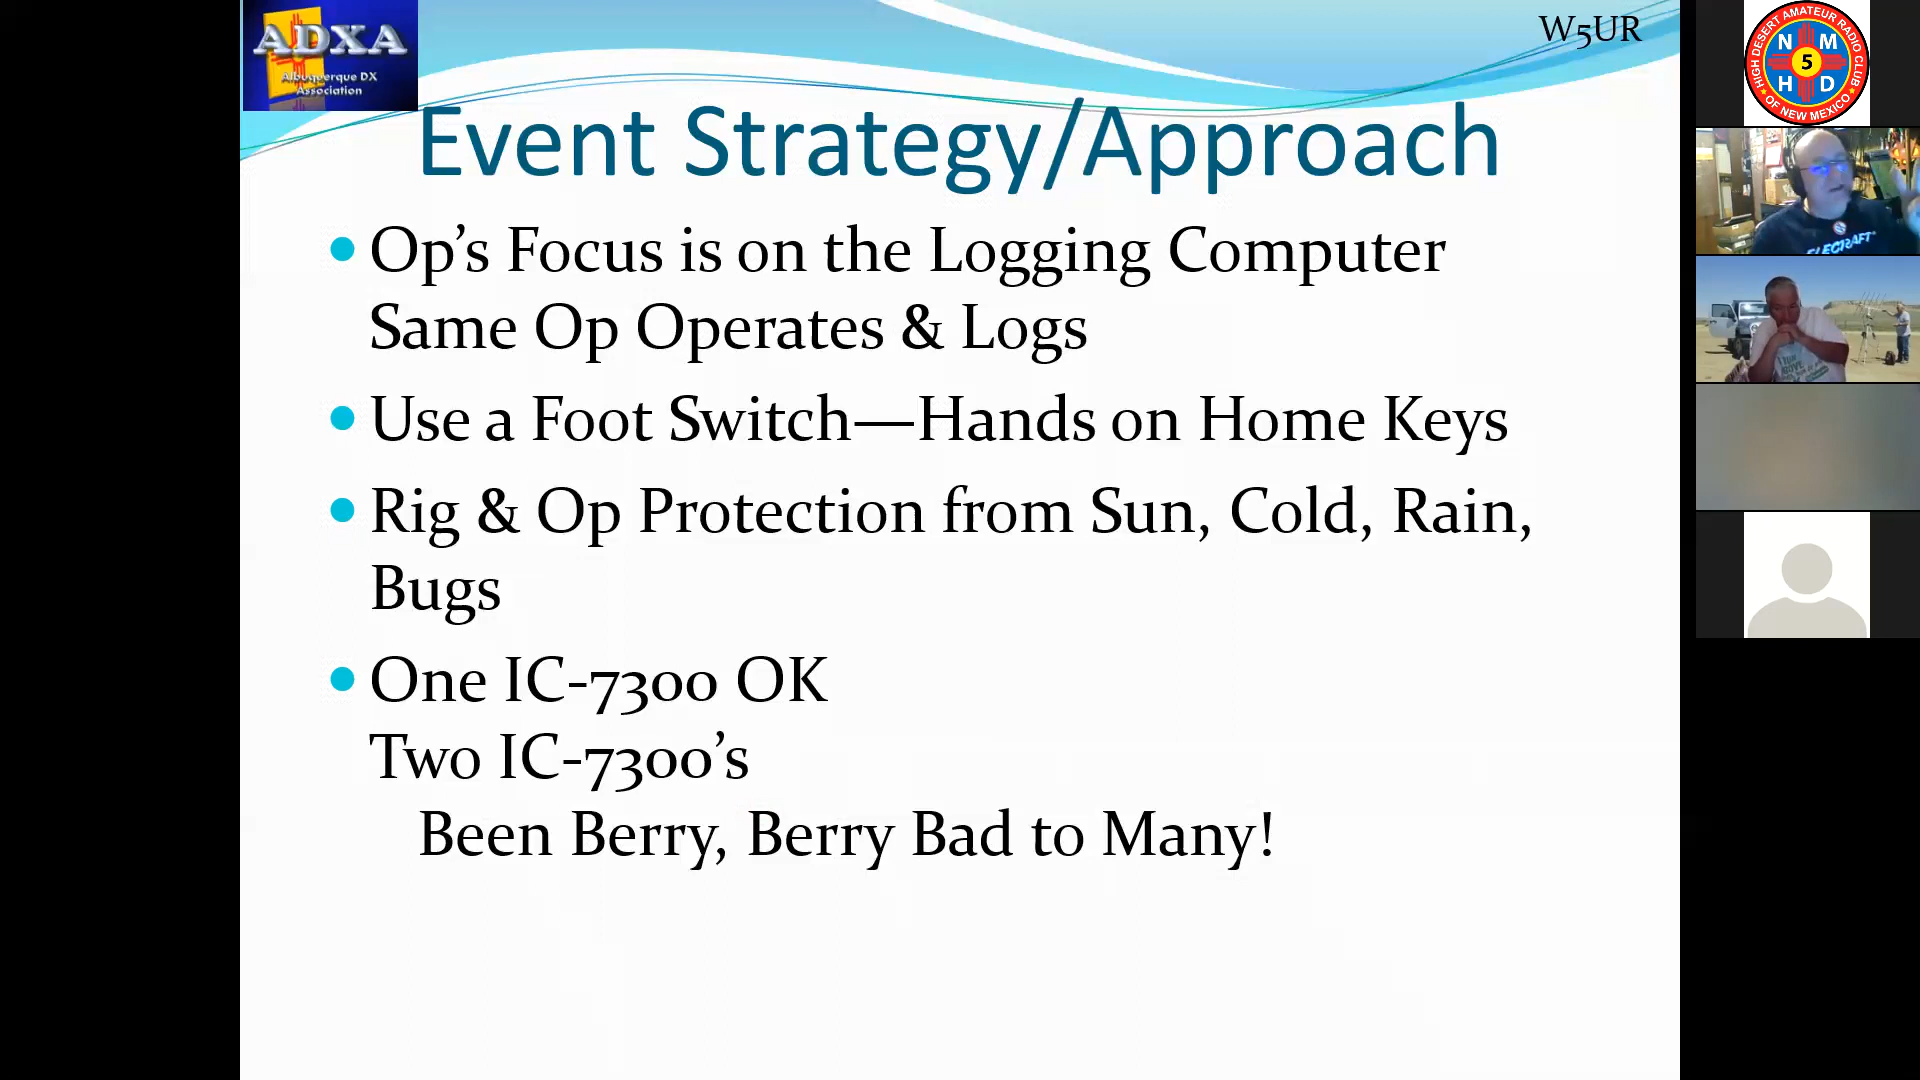 ADXA
Albuquerque DX
Association
W5UR
Event Strategy/Approach
Op’s Focus is on the Logging Computer
Same Op Operates & Logs
Use a Foot Switch—Hands on Home Keys
Rig & Op Protection from Sun, Cold, Rain,
Bugs
One IC-7300 OK
Two IC-7300’s
Been Berry, Berry Bad to Many!
HIGH DESERT AMATEUR RADIO CLUB
N M
5
H D
OF NEW MEXICO
ELECRAFT